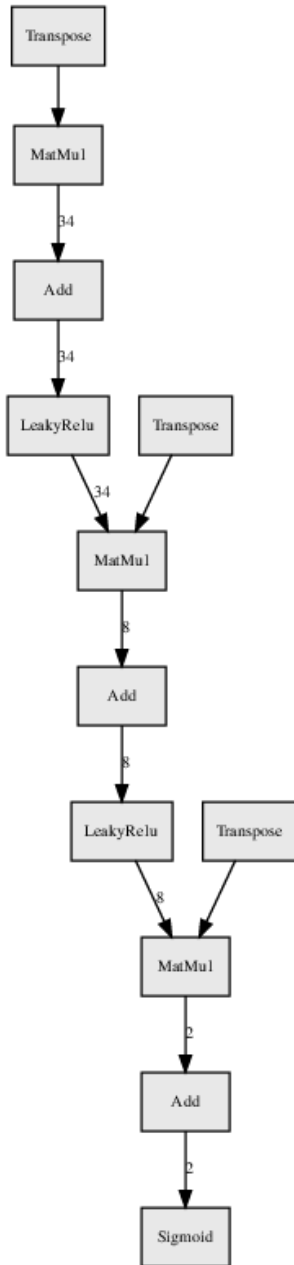 Transpose
MatMul
34
Add
34
LeakyRelu
Transpose
34
MatMul
8
Add
8
LeakyRelu
Transpose
8
MatMul
2
Add
2
Sigmoid